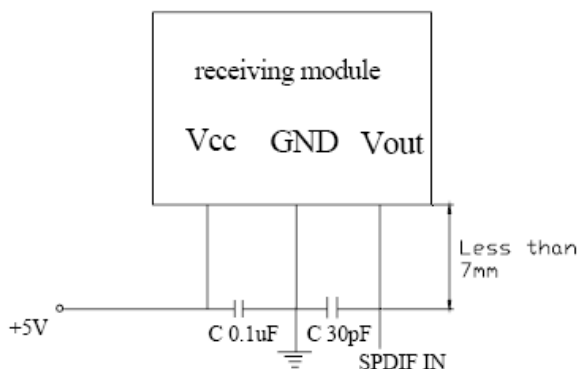 receiving module
Vcc GND Vout
Less than
7mm
+5V
C 0.1uF C 30pF
SPDIF IN